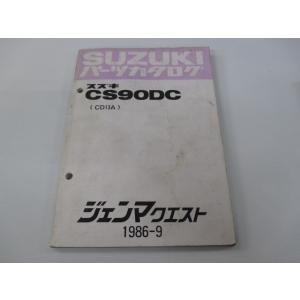 SUZUKI
パーツカタログ
スズキ
CS90DC
(CD13A)
ジェンマクエスト
1986-9